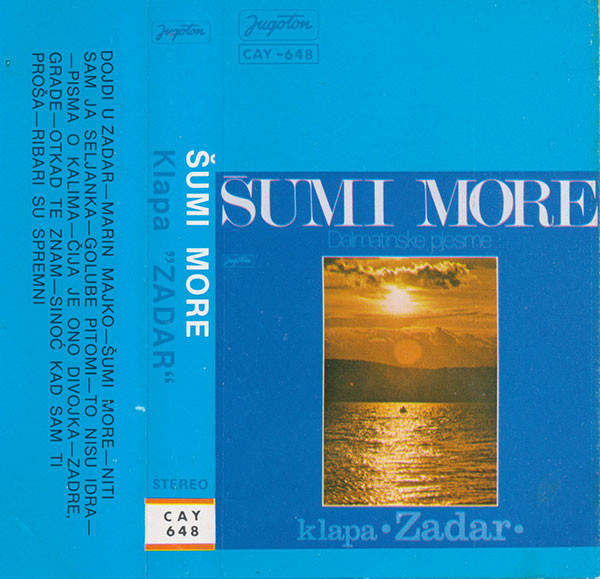 DOJDI U ZADAR—MARIN MAJKO—ŠUMI MORE—NITI
SAM JA SELJANKA—GOLUBE PITOMI—TO NISU IDRA—
—PISMA O KALIMA—ČIJA JE ONO DIVOJKA—ZADRE,
GRADE—OTKAD TE ZNAM—SINOĆ KAD SAM TI
PROŠA—RIBARI SU SPREMNI
Jugoton
ŠUMI MORE
Klapa "ZADAR"
STEREO
CAY
648
Jugoton
CAY-648
ŠUMI MORE
Dalmatinske pjesme
Jugoton
klapa • Zadar •